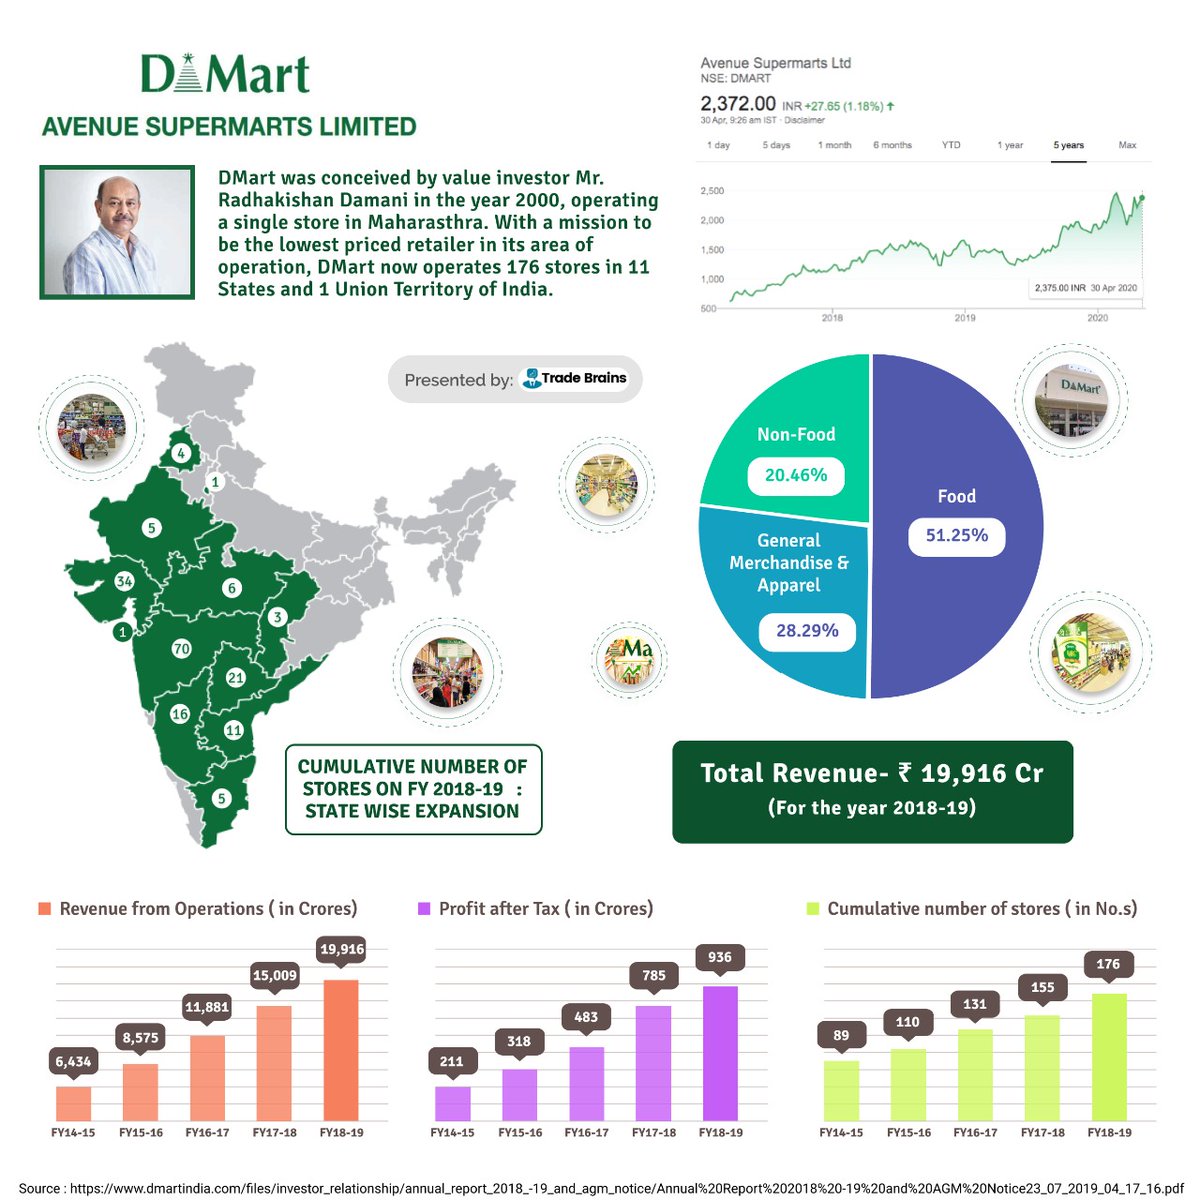 D Mart
AVENUE SUPERMARTS LIMITED
DMart was conceived by value investor Mr.
Radhakishan Damani in the year 2000, operating
a single store in Maharasthra. With a mission to
be the lowest priced retailer in its area of
operation, DMart now operates 176 stores in 11
States and 1 Union Territory of India.
Avenue Supermarts Ltd
NSE: DMART
2,372.00 INR +27.65 (1.18%) ↑
30 Apr, 9:26 am IST · Disclaimer
1 day 5 days 1 month 6 months YTD 1 year 5 years Max
2,500
2,000
1,500
1,000
500
2,375.00 INR 30 Apr 2020
2018 2019 2020
Presented by: Trade Brains
4
1
5
34
6
3
1
70
21
16
11
5
CUMULATIVE NUMBER OF
STORES ON FY 2018-19 :
STATE WISE EXPANSION
D Mart
Ma
Non-Food
20.46%
Food
51.25%
General
Merchandise &
Apparel
28.29%
Total Revenue- ₹ 19,916 Cr
(For the year 2018-19)
Revenue from Operations ( in Crores)
6,434
8,575
11,881
15,009
19,916
FY14-15 FY15-16 FY16-17 FY17-18 FY18-19
Profit after Tax ( in Crores)
211
318
483
785
936
FY14-15 FY15-16 FY16-17 FY17-18 FY18-19
Cumulative number of stores ( in No.s)
89
110
131
155
176
FY14-15 FY15-16 FY16-17 FY17-18 FY18-19
Source : https://www.dmartindia.com/files/investor_relationship/annual_report_2018_-19_and_agm_notice/Annual%20Report%202018%20-19%20and%20AGM%20Notice23_07_2019_04_17_16.pdf